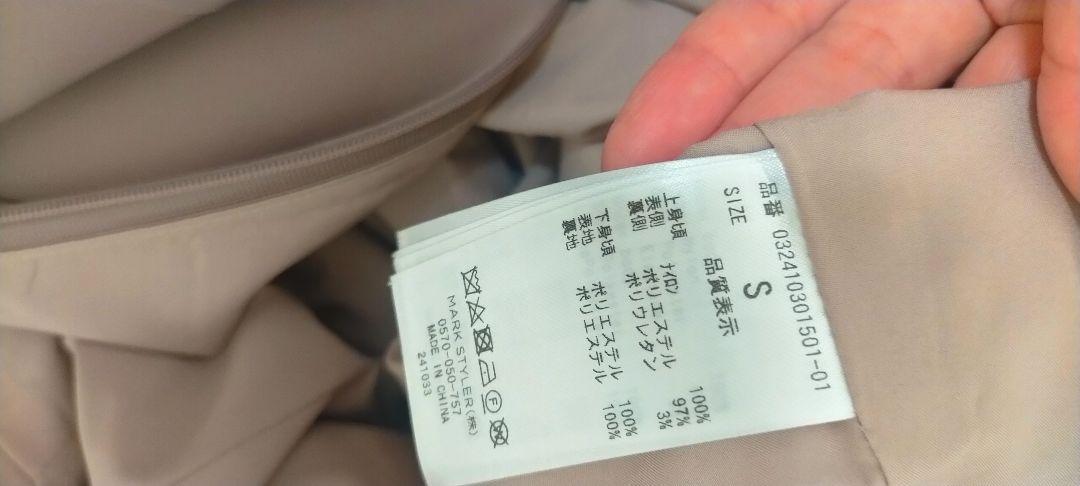 品番 032410301501-01
SIZE S
品質表示
上身頃
表側 ナイロン 100%
裏側 ポリエステル 97%
ポリウレタン 3%
下身頃
表地 ポリエステル 100%
裏地 ポリエステル 100%
F
MARK STYLER(株)
0570-050-757
MADE IN CHINA
241033